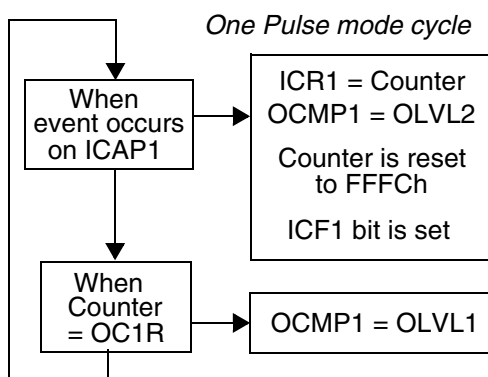 One Pulse mode cycle
When
event occurs
on ICAP1
ICR1 = Counter
OCMP1 = OLVL2
Counter is reset
to FFFCh
ICF1 bit is set
When
Counter
= OC1R
OCMP1 = OLVL1